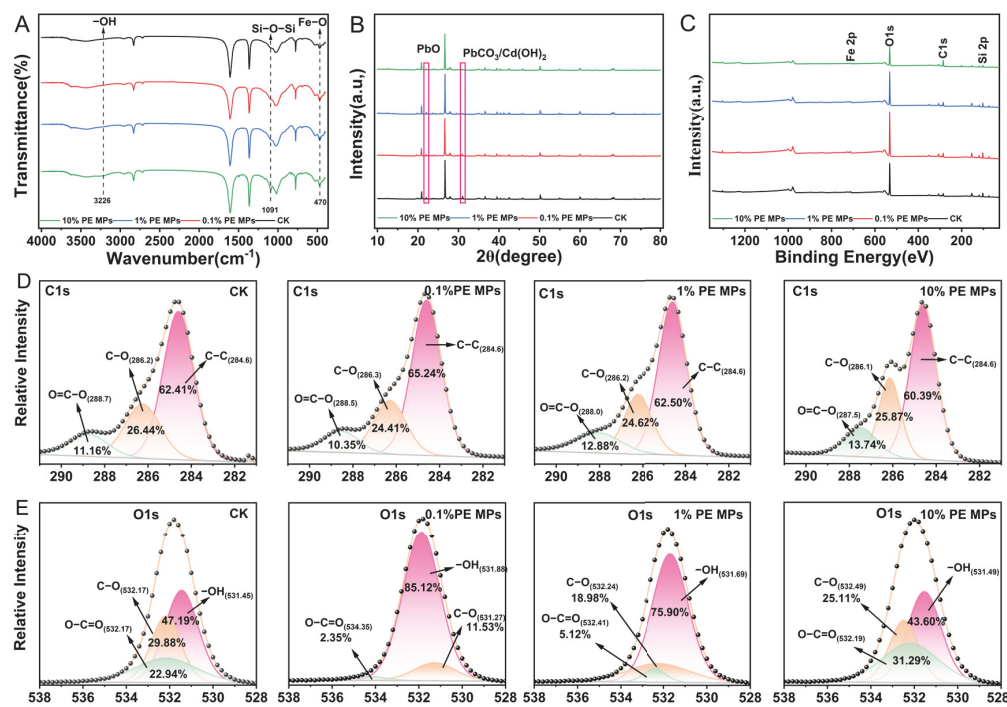 A
−OH
Si−O−Si
Fe−O
Transmittance(%)
3226
1091
470
10% PE MPs 1% PE MPs 0.1% PE MPs CK
4000 3500 3000 2500 2000 1500 1000 500
Wavenumber(cm⁻¹)
B
PbO
PbCO₃/Cd(OH)₂
Intensity(a.u,)
10% PE MPs 1% PE MPs 0.1% PE MPs CK
10 20 30 40 50 60 70 80
2θ(degree)
C
Fe 2p
O1s
C1s
Si 2p
Intensity(a.u,)
10% PE MPs 1% PE MPs 0.1% PE MPs CK
1200 1000 800 600 400 200 0
Binding Energy(eV)
D
Relative Intensity
C1s CK
C−O(286.2)
C−C(284.6)
62.41%
O=C−O(288.7)
26.44%
11.16%
290 288 286 284 282
C1s 0.1%PE MPs
C−C(284.6)
65.24%
C−O(286.3)
O=C−O(288.5)
24.41%
10.35%
290 288 286 284 282
C1s 1% PE MPs
C−O(286.2)
C−C(284.6)
62.50%
O=C−O(288.0)
24.62%
12.88%
290 288 286 284 282
C1s 10% PE MPs
C−O(286.1)
C−C(284.6)
60.39%
O=C−O(287.5)
25.87%
13.74%
290 288 286 284 282
E
Relative Intensity
O1s CK
C−O(532.17)
−OH(531.45)
47.19%
O−C=O(532.17)
29.88%
22.94%
538 536 534 532 530 528
O1s 0.1%PE MPs
−OH(531.88)
85.12%
O−C=O(534.35)
2.35%
C−O(531.27)
11.53%
538 536 534 532 530 528
O1s 1% PE MPs
C−O(532.24)
18.98%
−OH(531.69)
O−C=O(532.41)
5.12%
75.90%
538 536 534 532 530 528
O1s 10% PE MPs
C−O(532.49)
25.11%
−OH(531.49)
43.60%
O−C=O(532.19)
31.29%
538 536 534 532 530 528